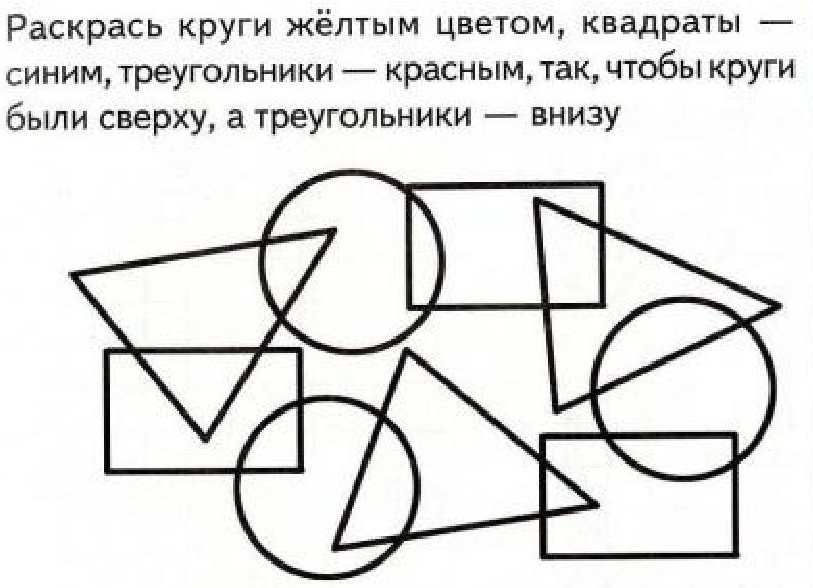 Раскрась круги жёлтым цветом, квадраты —
синим, треугольники — красным, так, чтобы круги
были сверху, а треугольники — внизу